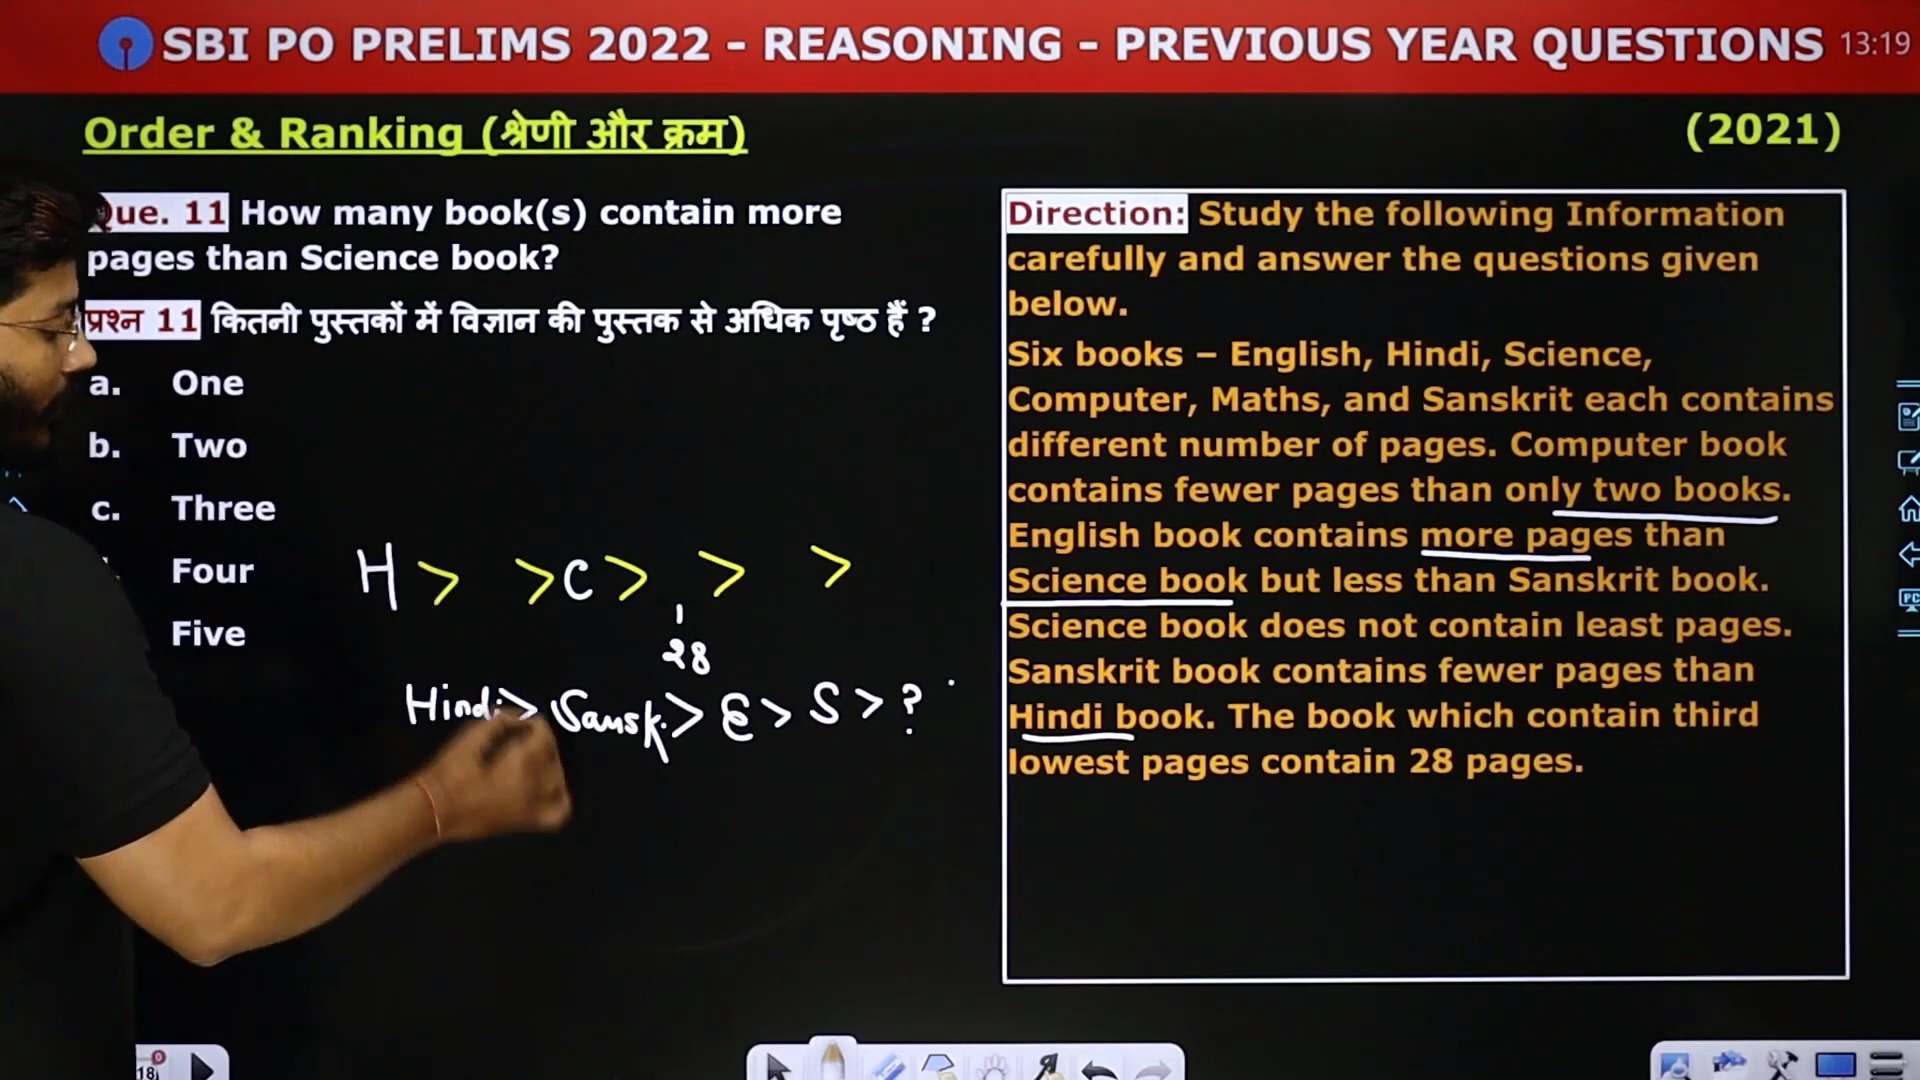 SBI PO PRELIMS 2022 - REASONING - PREVIOUS YEAR QUESTIONS 13:19
Order & Ranking (श्रेणी और क्रम)
(2021)
Que. 11 How many book(s) contain more
pages than Science book?
प्रश्न 11 कितनी पुस्तकों में विज्ञान की पुस्तक से अधिक पृष्ठ हैं ?
a. One
b. Two
c. Three
Four
Five
H > > C > > >
28
Hindi > Sansk. > E > S > ?
Direction: Study the following Information
carefully and answer the questions given
below.
Six books – English, Hindi, Science,
Computer, Maths, and Sanskrit each contains
different number of pages. Computer book
contains fewer pages than only two books.
English book contains more pages than
Science book but less than Sanskrit book.
Science book does not contain least pages.
Sanskrit book contains fewer pages than
Hindi book. The book which contain third
lowest pages contain 28 pages.
PC
0
18